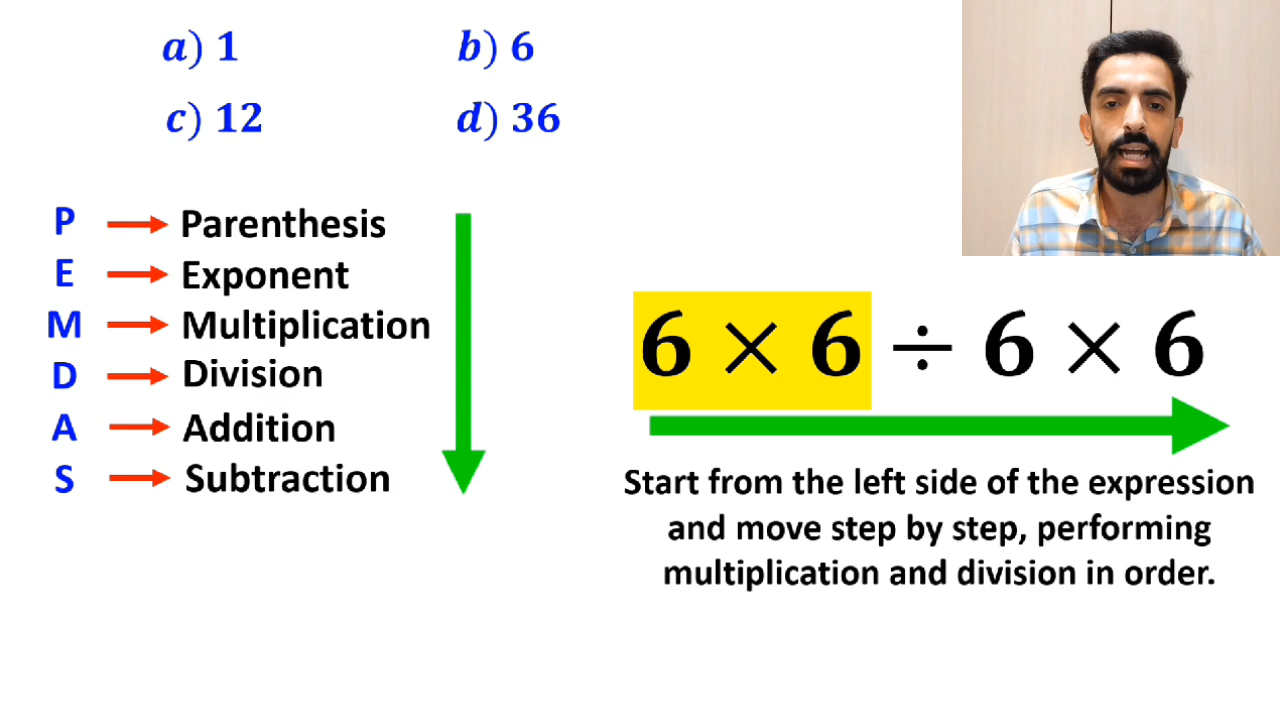 a) 1 b) 6
c) 12 d) 36
P → Parenthesis
E → Exponent
M → Multiplication
D → Division
A → Addition
S → Subtraction
6 × 6 ÷ 6 × 6
Start from the left side of the expression
and move step by step, performing
multiplication and division in order.